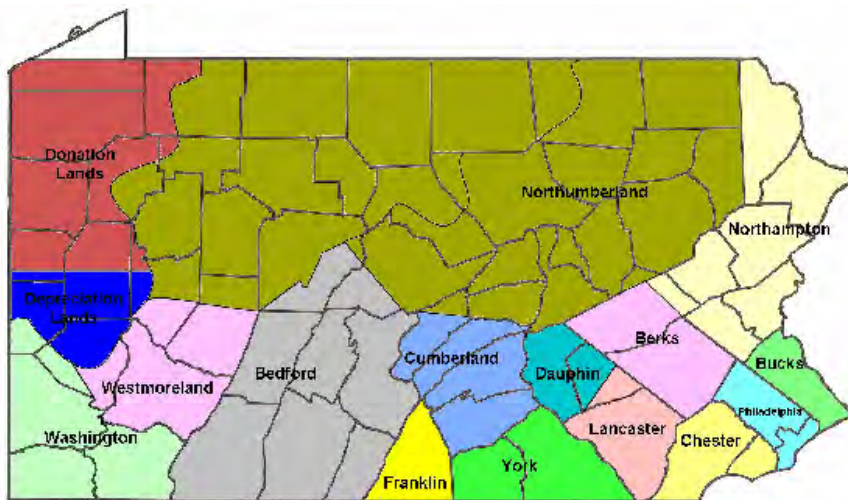 Donation
Lands
Northumberland
Northampton
Depreciation
Lands
Westmoreland
Bedford
Cumberland
Dauphin
Berks
Bucks
Washington
Philadelphia
Lancaster
Chester
Franklin
York